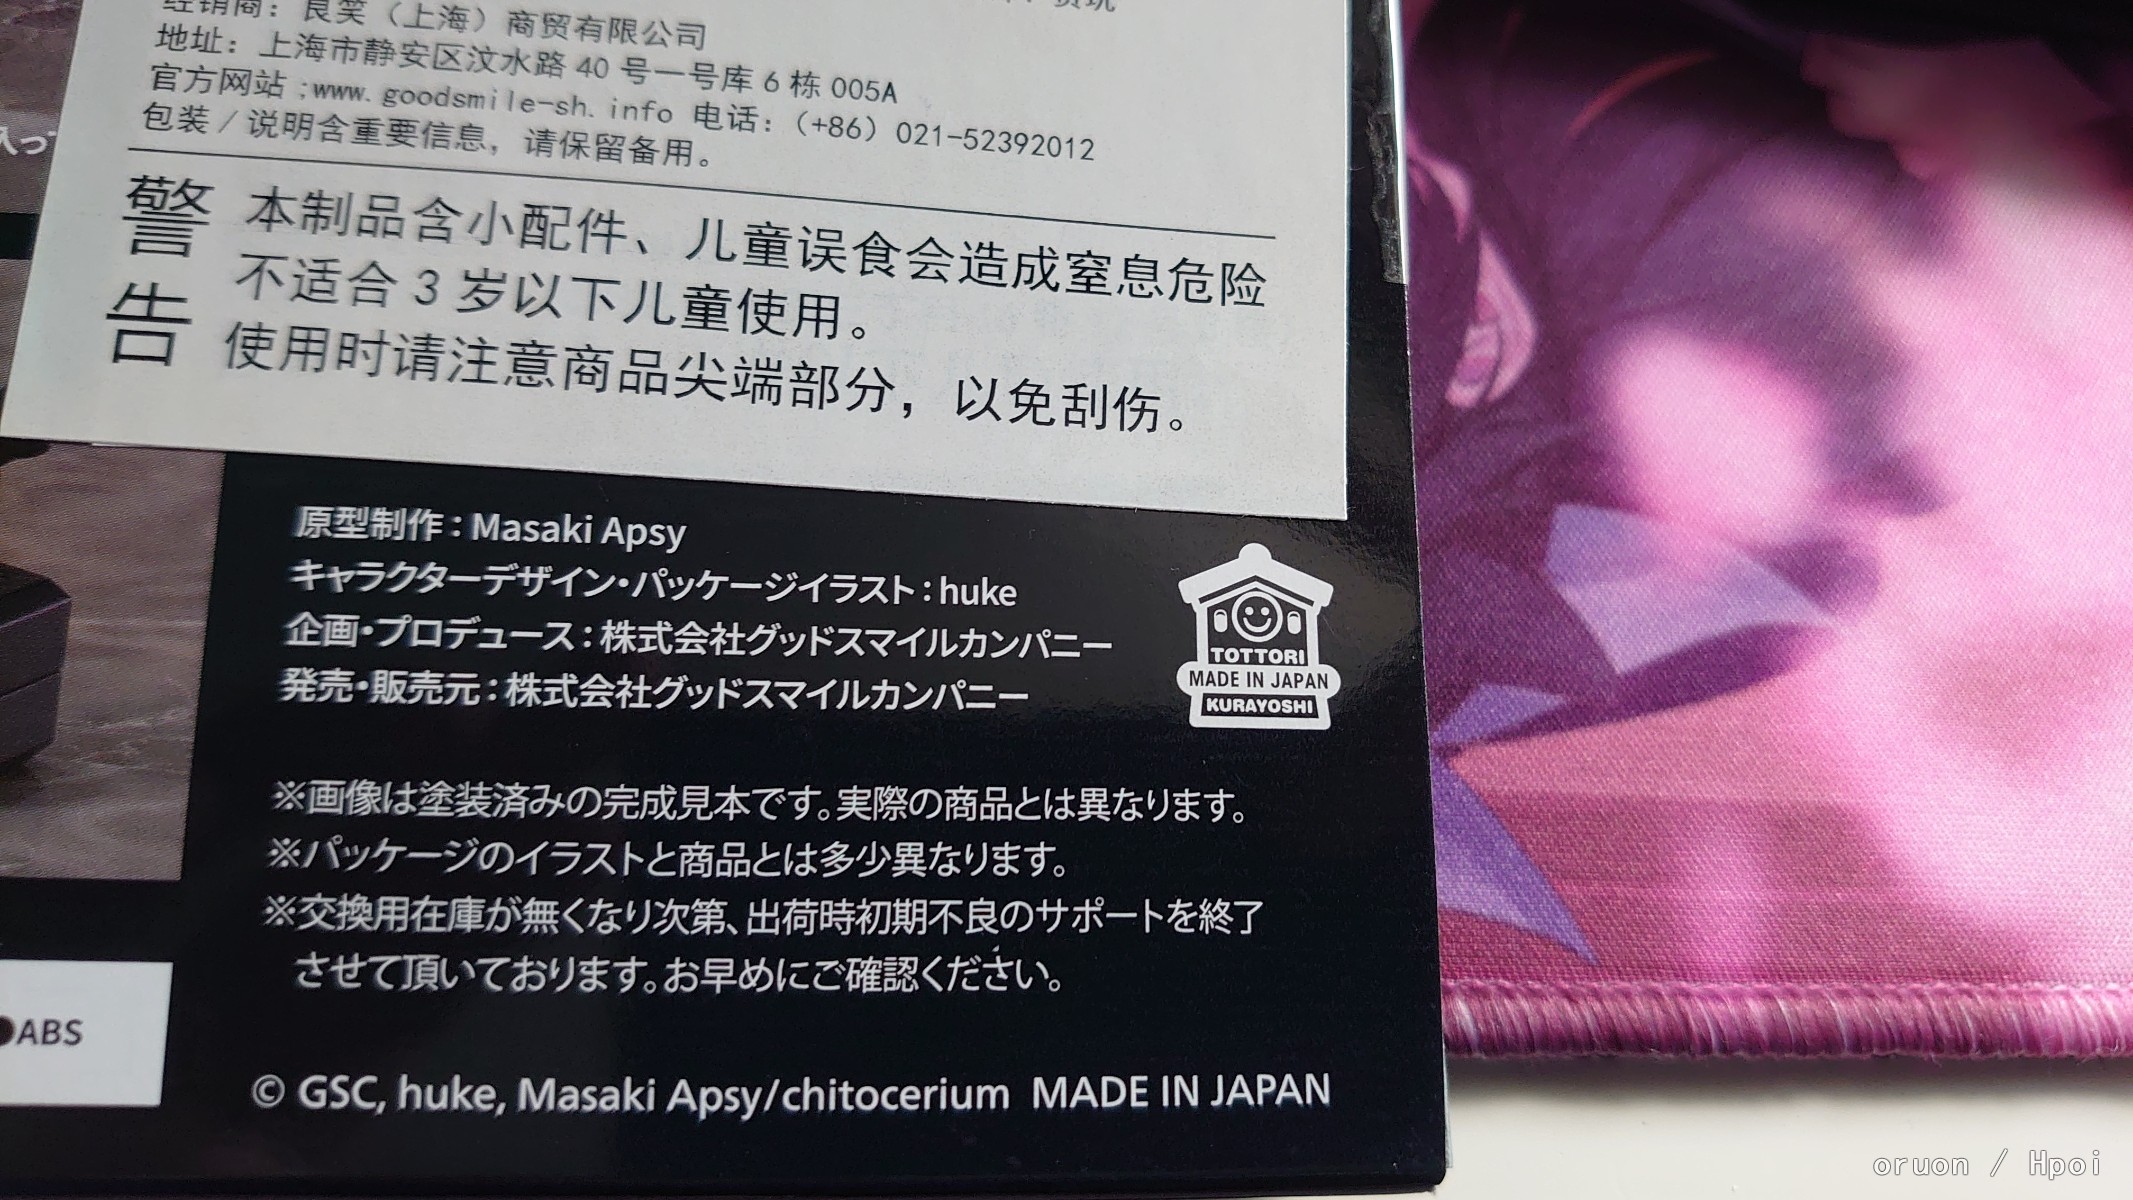 经销商：良笑（上海）商贸有限公司
地址：上海市静安区汶水路 40 号一号库 6 栋 005A
官方网站；www.goodsmile-sh.info 电话：（+86）021-52392012
包装／说明含重要信息，请保留备用。
警告
本制品含小配件、儿童误食会造成窒息危险
不适合 3 岁以下儿童使用。
使用时请注意商品尖端部分，以免刮伤。
原型制作：Masaki Apsy
キャラクターデザイン・パッケージイラスト：huke
企画・プロデュース：株式会社グッドスマイルカンパニー
発売・販売元：株式会社グッドスマイルカンパニー
TOTTORI
MADE IN JAPAN
KURAYOSHI
※画像は塗装済みの完成見本です。実際の商品とは異なります。
※パッケージのイラストと商品とは多少異なります。
※交換用在庫が無くなり次第、出荷時初期不良のサポートを終了
させて頂いております。お早めにご確認ください。
●ABS
© GSC, huke, Masaki Apsy/chitocerium MADE IN JAPAN
oruon / Hpoi